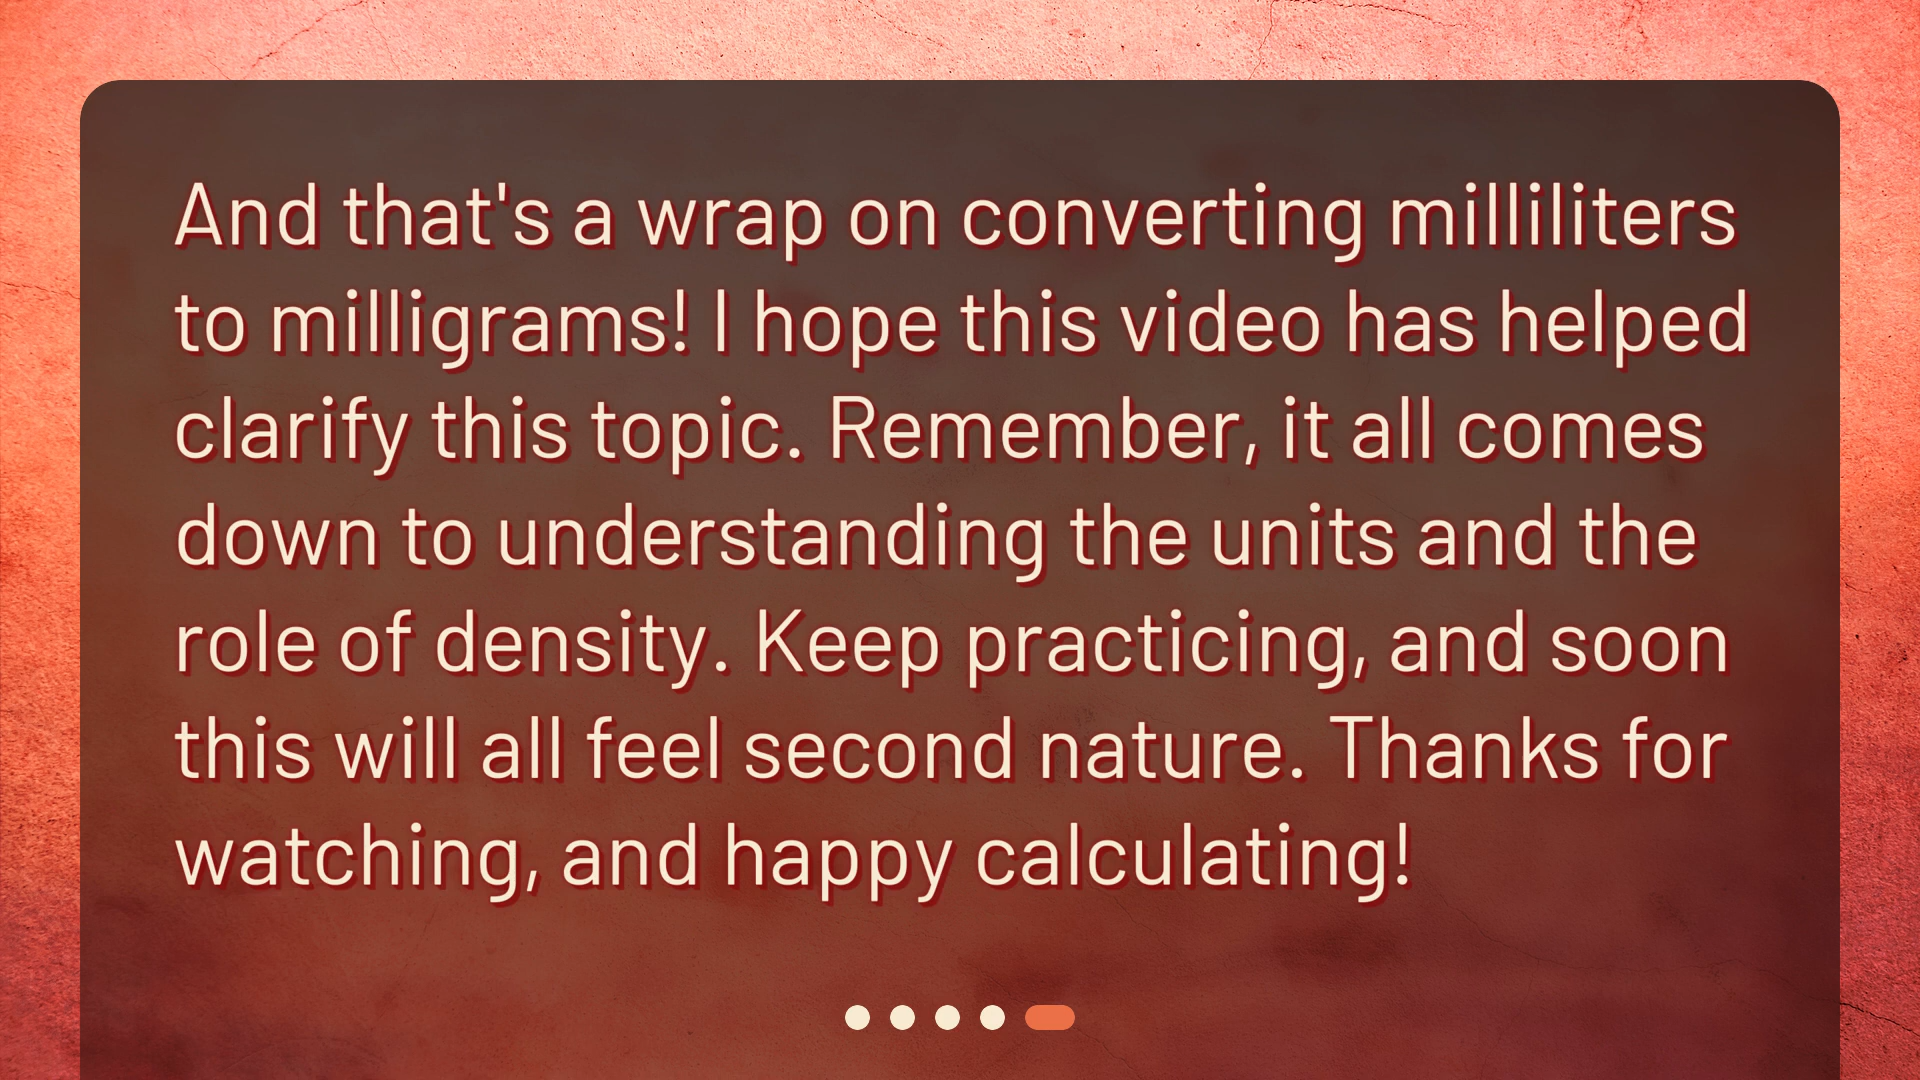 And that's a wrap on converting milliliters
to milligrams! I hope this video has helped
clarify this topic. Remember, it all comes
down to understanding the units and the
role of density. Keep practicing, and soon
this will all feel second nature. Thanks for
watching, and happy calculating!